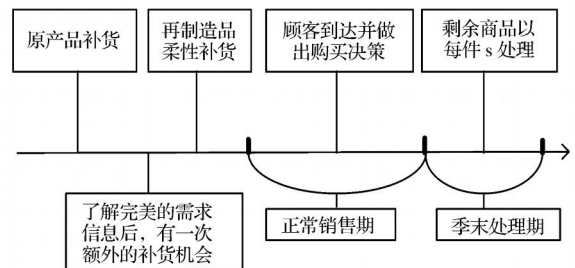 原产品补货
再制造品
柔性补货
顾客到达并做
出购买决策
剩余商品以
每件 s 处理
了解完美的需求
信息后，有一次
额外的补货机会
正常销售期
季末处理期